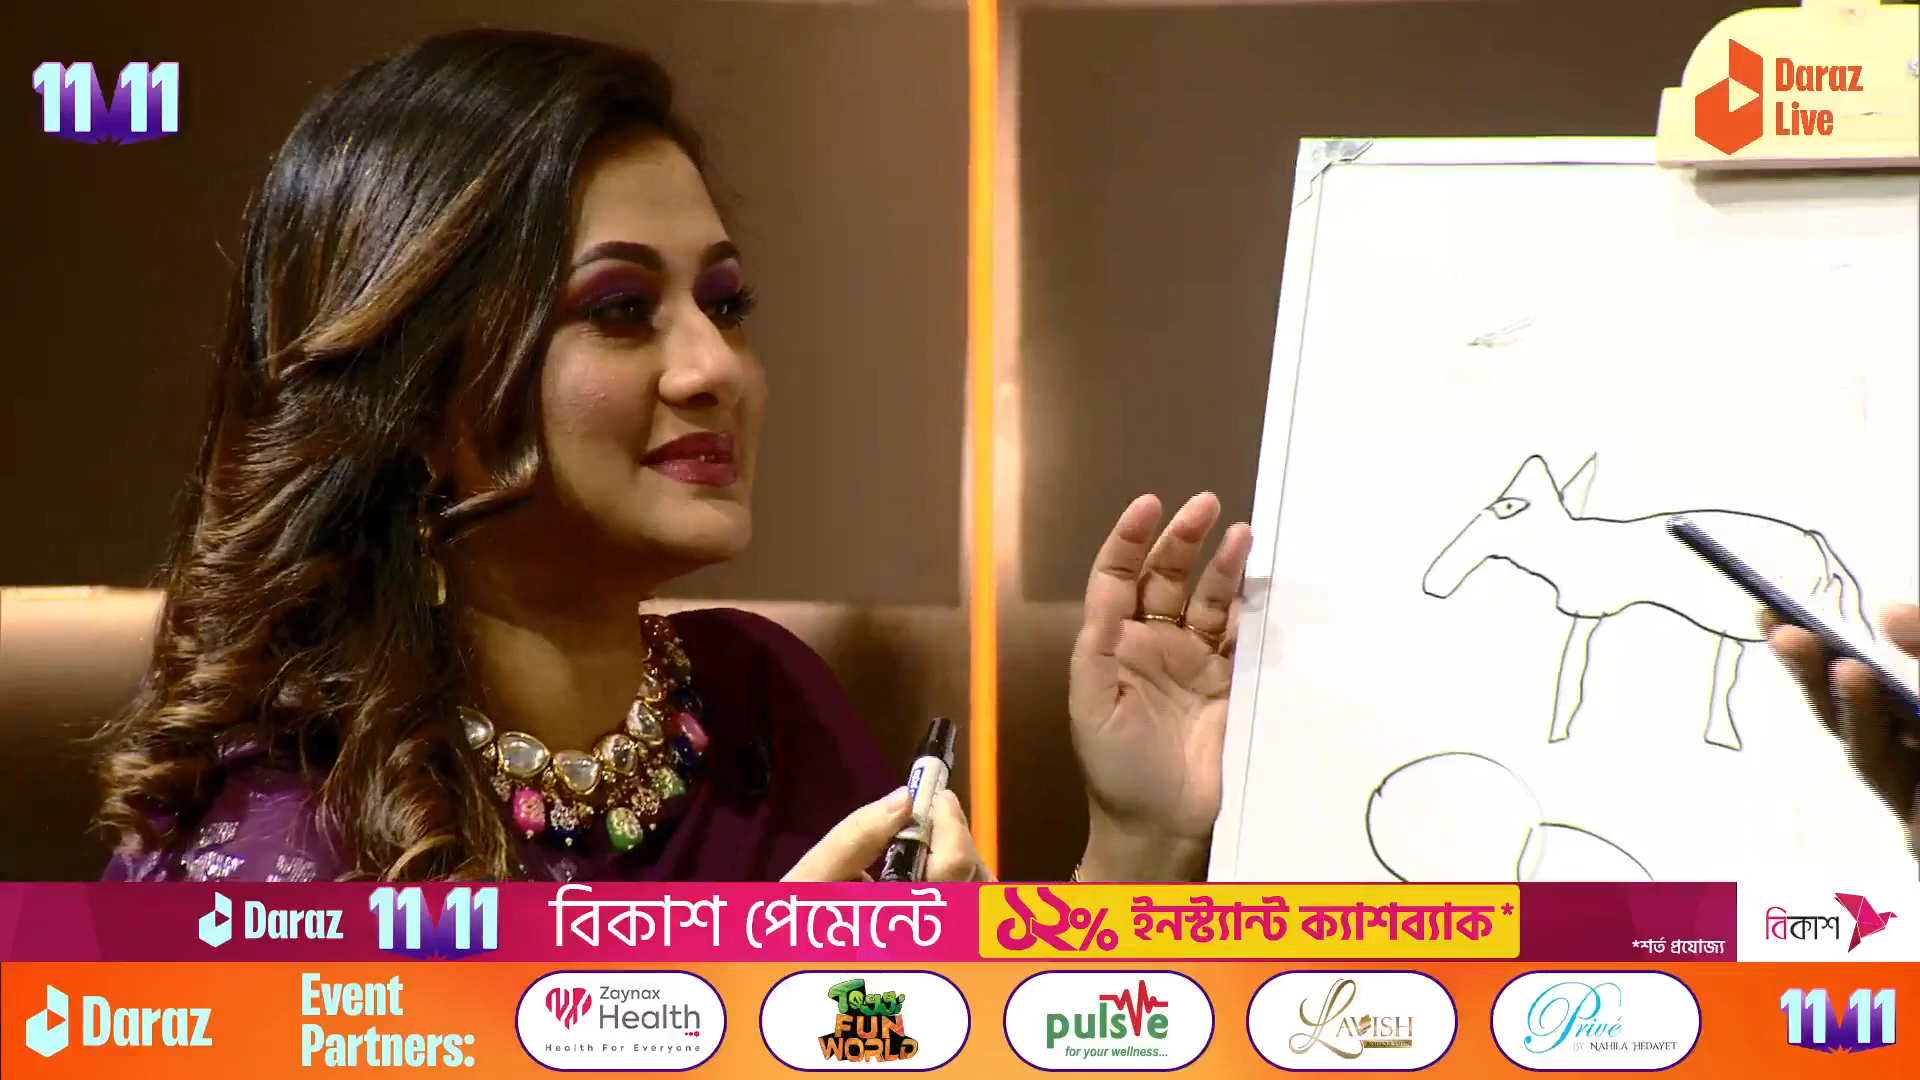 11 11
Daraz
Live
Daraz 11 11 বিকাশ পেমেন্টে ১২% ইনস্ট্যান্ট ক্যাশব্যাক* *শর্ত প্রযোজ্য বিকাশ
Daraz
Event
Partners:
Zaynax
Health
Health For Everyone
Toggi
FUN
WORLD
pulse
for your wellness...
LAVISH
Privé
BY NAHILA HEDAYET
11 11